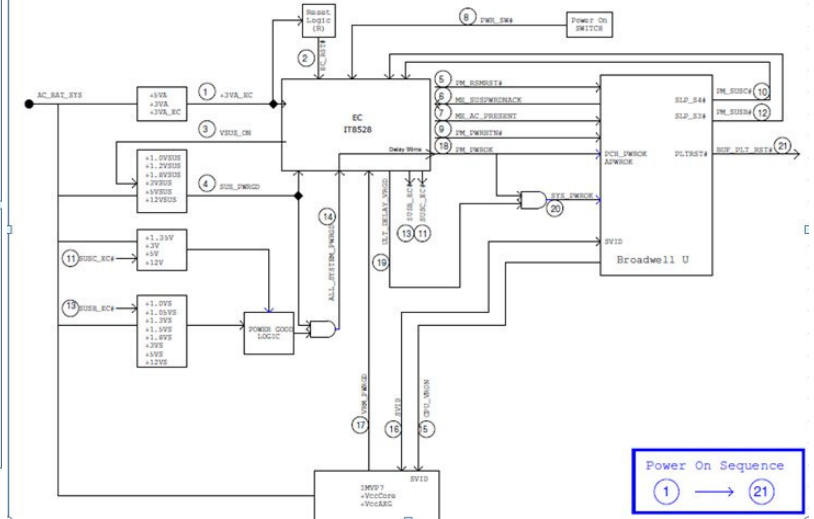 Reset
Logic
(R)
8 PWR_SW#
Power On
SWITCH
2
EC_RST#
AC_BAT_SYS
+5VA
+3VA
+3VA_EC
1 +3VA_EC
3 VSUS_ON
EC
IT8528
Delay 99ms
5 PM_RSMRST#
6 ME_SUSPWRDNACK
7 ME_AC_PRESENT
9 PM_PWRBTN#
18 PM_PWROK
SLP_S4#
SLP_S3#
PCH_PWROK
APWROK
PLTRST#
SVID
Broadwell U
PM_SUSC# 10
PM_SUSB# 12
BUF_PLT_RST# 21
+1.0VSUS
+1.2VSUS
+1.8VSUS
+3VSUS
+5VSUS
+12VSUS
4 SUS_PWRGD
14
ALL_SYSTEM_PWRGD
ULT_DELAY_VRGD
19
SUSB_EC#
13
SUSC_EC#
11
SYS_PWROK
20
+1.35V
+3V
+5V
+12V
11 SUSC_EC#
13 SUSB_EC#
+1.0VS
+1.05VS
+1.3VS
+1.5VS
+1.8VS
+3VS
+5VS
+12VS
POWER GOOD
LOGIC
VRM_PWRGD
17
SVID
16
CPU_VRON
5
SVID
IMVP7
+VccCore
+VccAXG
Power On Sequence
1 → 21